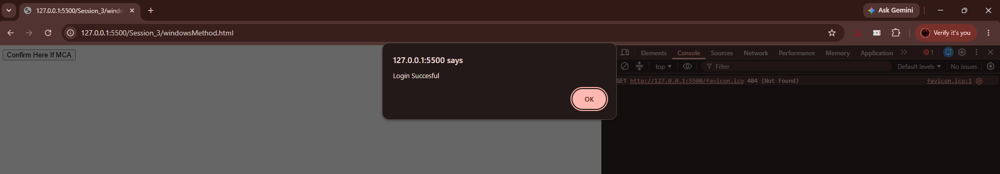 127.0.0.1:5500/Session_3/windo
Ask Gemini
127.0.0.1:5500/Session_3/windowsMethod.html
Verify it's you
Confirm Here If MCA
127.0.0.1:5500 says
Login Succesful
OK
Elements Console Sources Network Performance Memory Application 1
top Filter Default levels No issues
GET http://127.0.0.1:5500/favicon.ico 404 (Not Found) favicon.ico:1